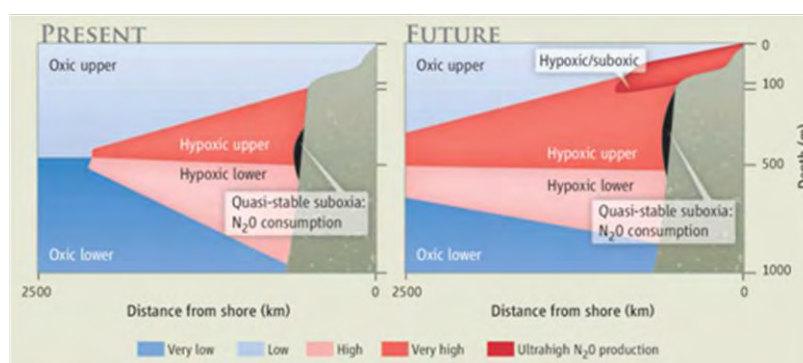 PRESENT
Oxic upper
Hypoxic upper
Hypoxic lower
Quasi-stable suboxia:
N2O consumption
Oxic lower
2500
0
Distance from shore (km)
FUTURE
Oxic upper
Hypoxic/suboxic
Hypoxic upper
Hypoxic lower
Quasi-stable suboxia:
N2O consumption
Oxic lower
2500
0
Distance from shore (km)
0
100
500
1000
Depth (m)
Very low
Low
High
Very high
Ultrahigh N2O production